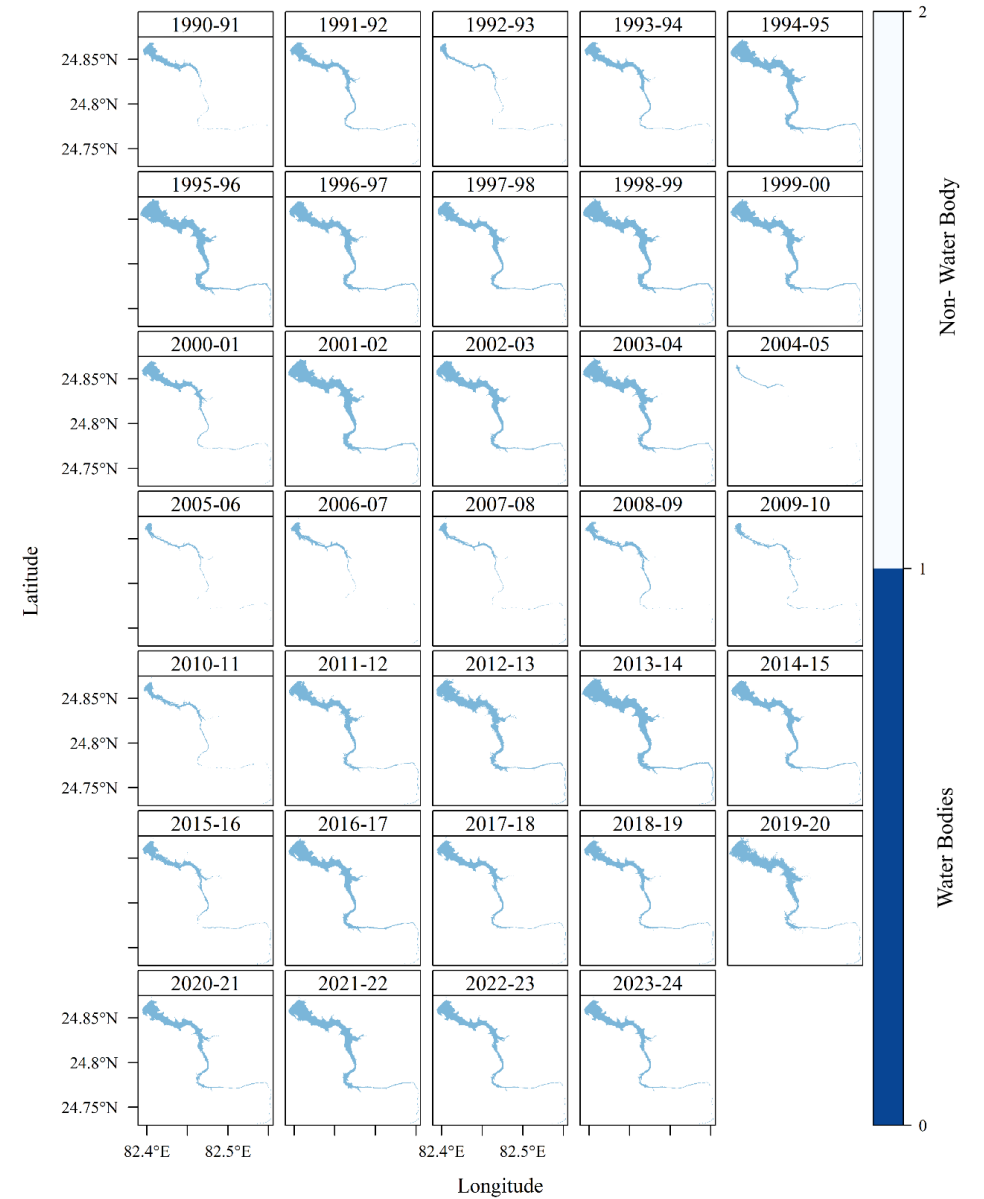 1990-91 1991-92 1992-93 1993-94 1994-95
2
24.85°N
24.8°N
24.75°N
1995-96 1996-97 1997-98 1998-99 1999-00
Non- Water Body
2000-01 2001-02 2002-03 2003-04 2004-05
24.85°N
24.8°N
24.75°N
2005-06 2006-07 2007-08 2008-09 2009-10
Latitude
1
2010-11 2011-12 2012-13 2013-14 2014-15
24.85°N
24.8°N
24.75°N
2015-16 2016-17 2017-18 2018-19 2019-20
Water Bodies
2020-21 2021-22 2022-23 2023-24
24.85°N
24.8°N
24.75°N
0
82.4°E 82.5°E 82.4°E 82.5°E
Longitude